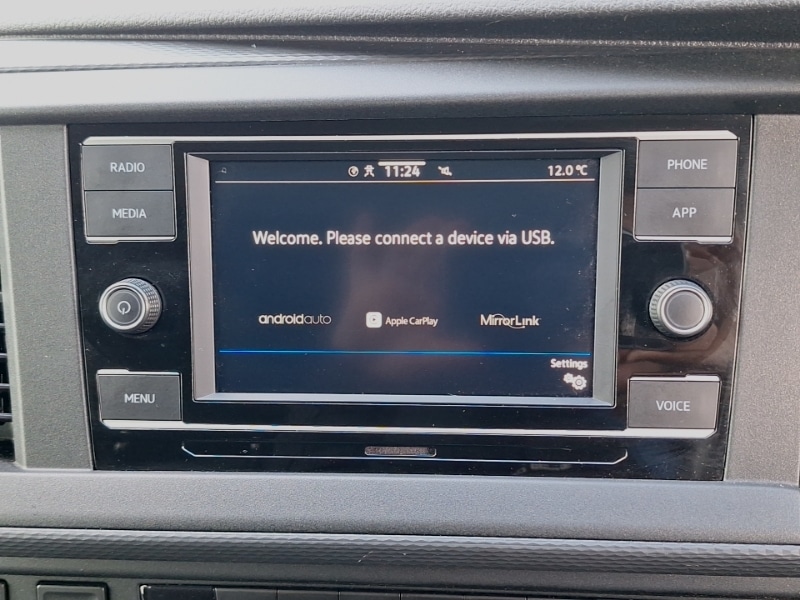 RADIO
MEDIA
MENU
11:24
12.0 °C
Welcome. Please connect a device via USB.
androidauto
Apple CarPlay
MirrorLink
Settings
PHONE
APP
VOICE